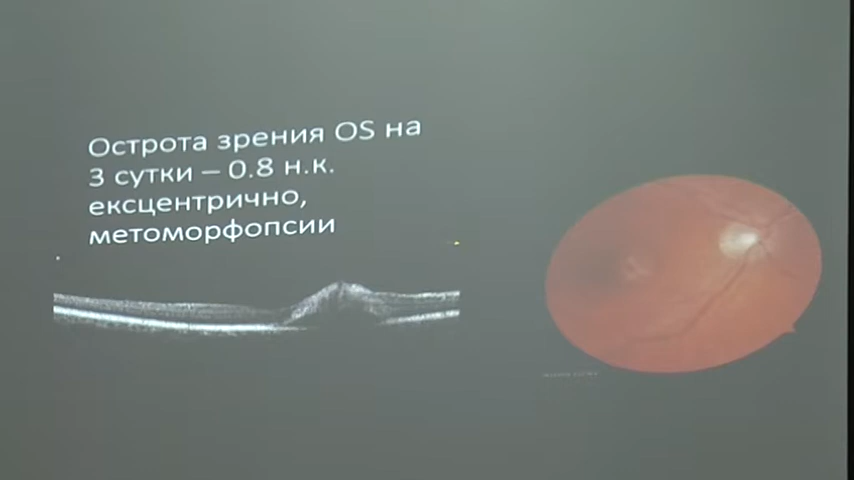 Острота зрения OS на
3 сутки – 0.8 н.к.
ексцентрично,
метоморфопсии